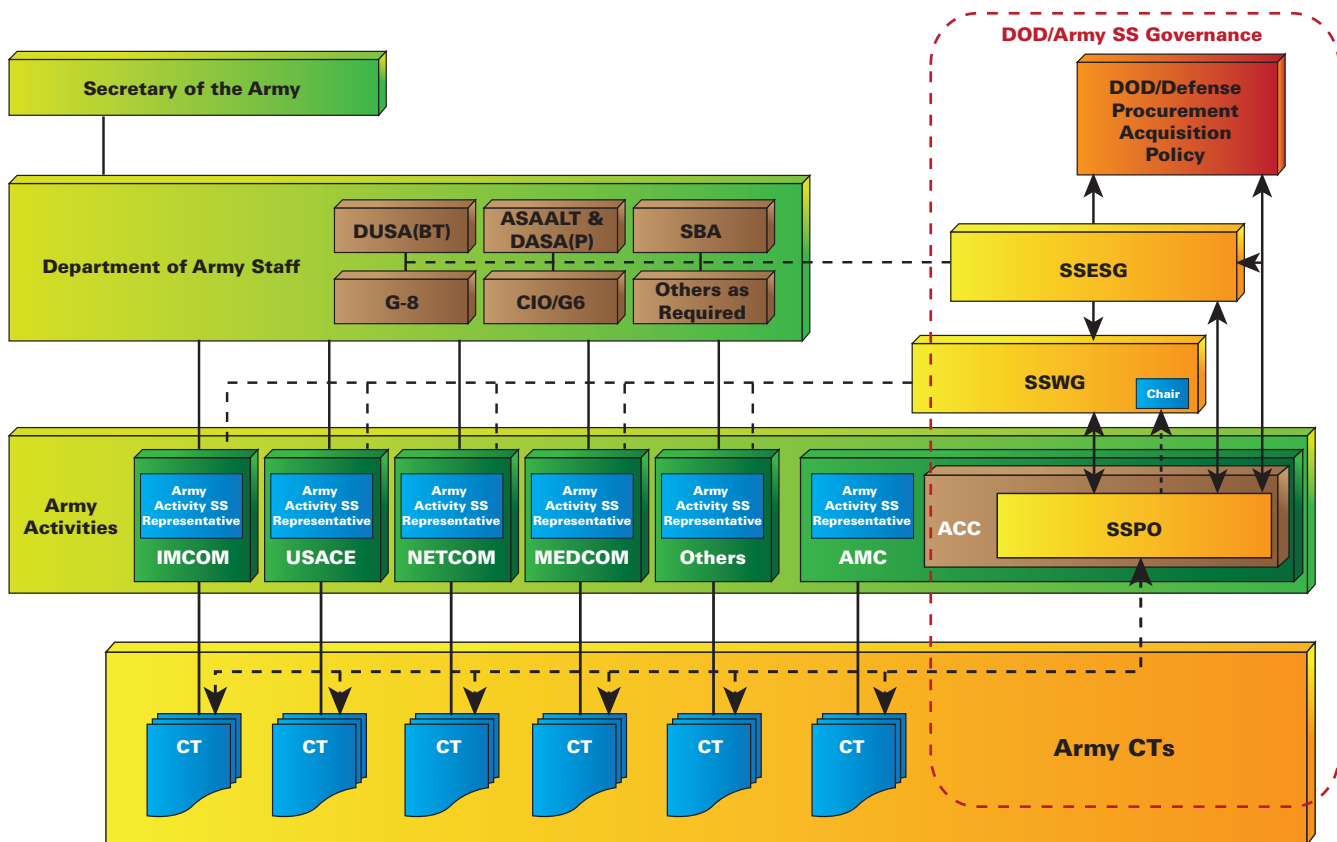 DOD/Army SS Governance
Secretary of the Army
DOD/Defense
Procurement
Acquisition
Policy
Department of Army Staff
DUSA(BT)
ASAALT &
DASA(P)
SBA
G-8
CIO/G6
Others as
Required
SSESG
SSWG
Chair
Army
Activities
Army
Activity SS
Representative
IMCOM
Army
Activity SS
Representative
USACE
Army
Activity SS
Representative
NETCOM
Army
Activity SS
Representative
MEDCOM
Army
Activity SS
Representative
Others
Army
Activity SS
Representative
AMC
ACC
SSPO
CT
CT
CT
CT
CT
CT
Army CTs